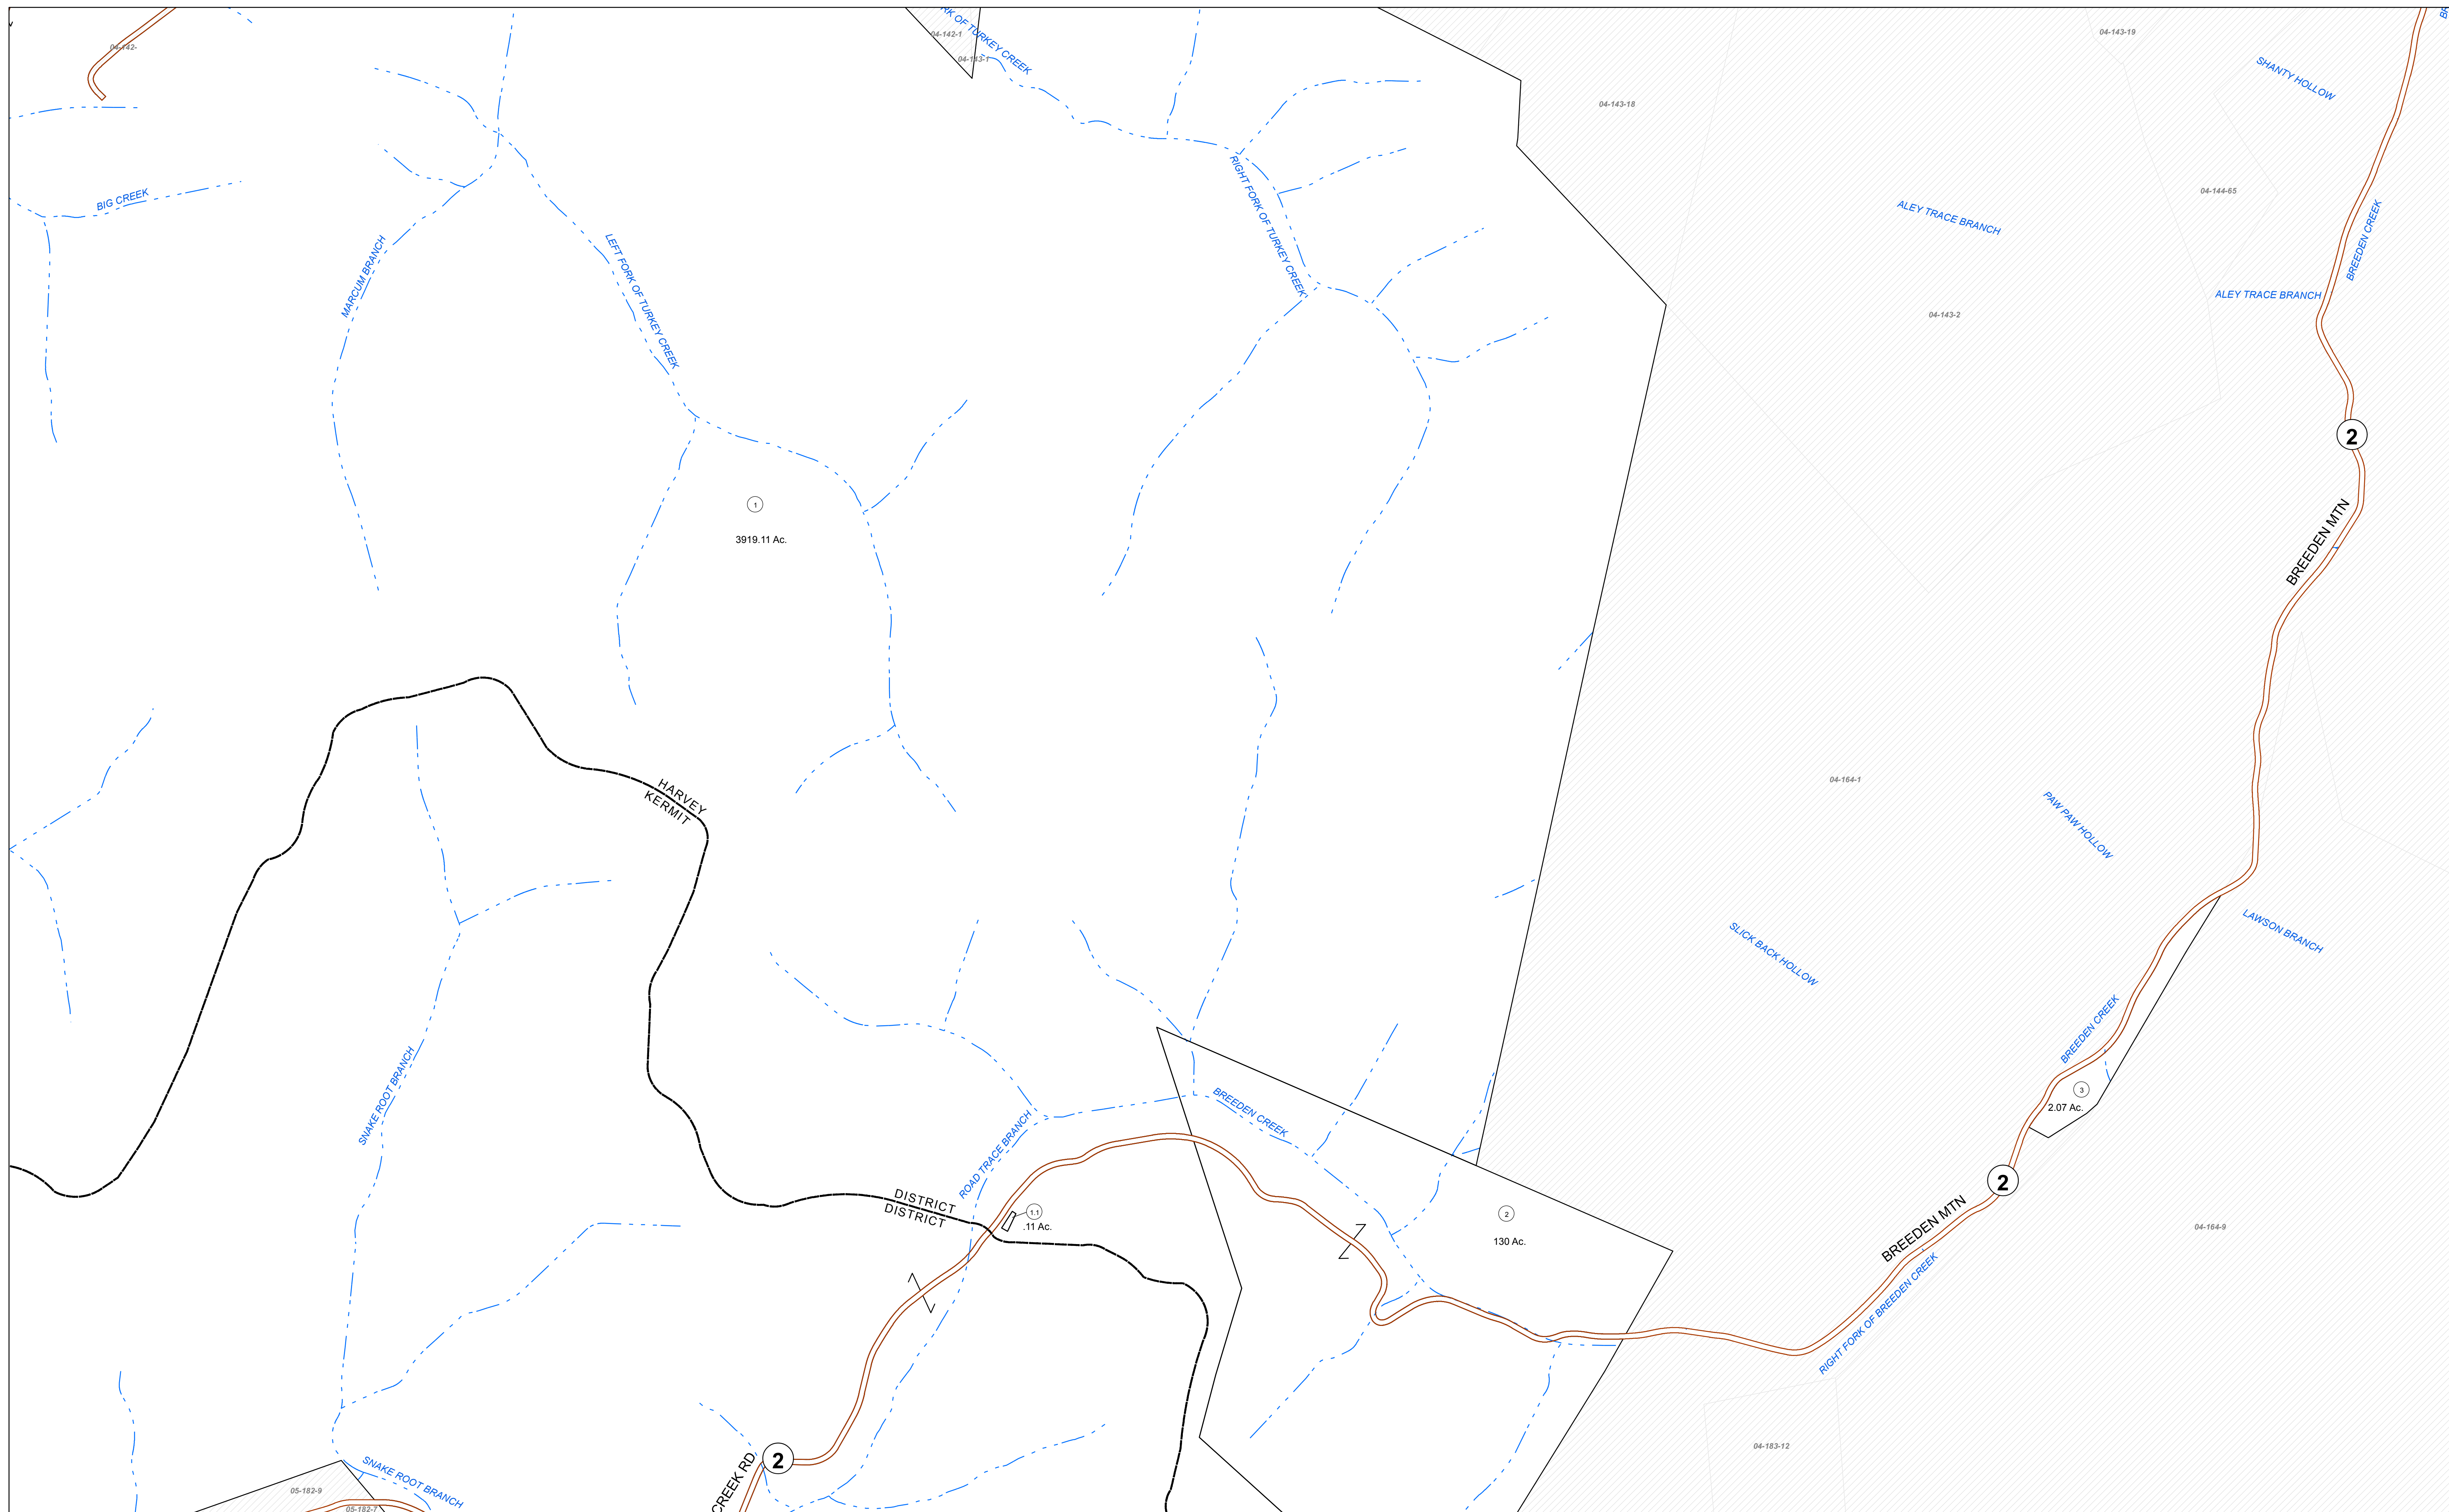 04-142-
04-142-1
04-143-1
RK OF TURKEY CREEK
04-143-19
SHANTY HOLLOW
04-143-18
BIG CREEK
MARCUM BRANCH
LEFT FORK OF TURKEY CREEK
RIGHT FORK OF TURKEY CREEK
ALEY TRACE BRANCH
04-144-65
BREEDEN CREEK
ALEY TRACE BRANCH
04-143-2
2
1
3919.11 Ac.
BREEDEN MTN
HARVEY
KERMIT
04-164-1
PAW PAW HOLLOW
SLICK BACK HOLLOW
LAWSON BRANCH
BREEDEN CREEK
SNAKE ROOT BRANCH
ROAD TRACE BRANCH
BREEDEN CREEK
3
2.07 Ac.
2
DISTRICT
DISTRICT
1.1
.11 Ac.
2
130 Ac.
BREEDEN MTN
04-164-9
RIGHT FORK OF BREEDEN CREEK
04-183-12
2
CREEK RD
SNAKE ROOT BRANCH
05-182-9
05-182-7